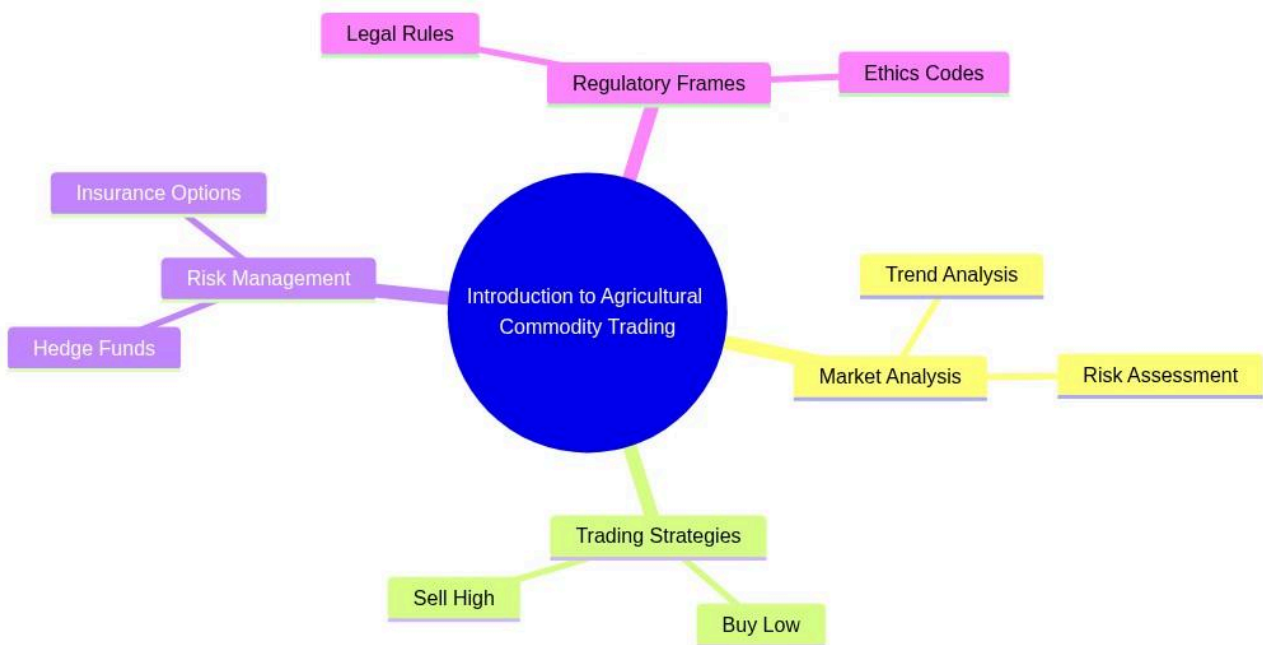 Legal Rules
Regulatory Frames
Ethics Codes
Insurance Options
Risk Management
Hedge Funds
Introduction to Agricultural
Commodity Trading
Trend Analysis
Market Analysis
Risk Assessment
Trading Strategies
Sell High
Buy Low